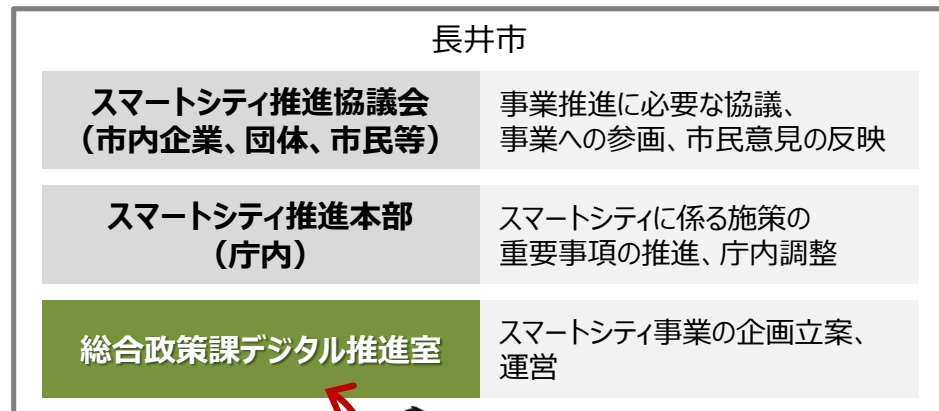 長井市
スマートシティ推進協議会
（市内企業、団体、市民等）
事業推進に必要な協議、
事業への参画、市民意見の反映
スマートシティ推進本部
（庁内）
スマートシティに係る施策の
重要事項の推進、庁内調整
総合政策課デジタル推進室
スマートシティ事業の企画立案、
運営